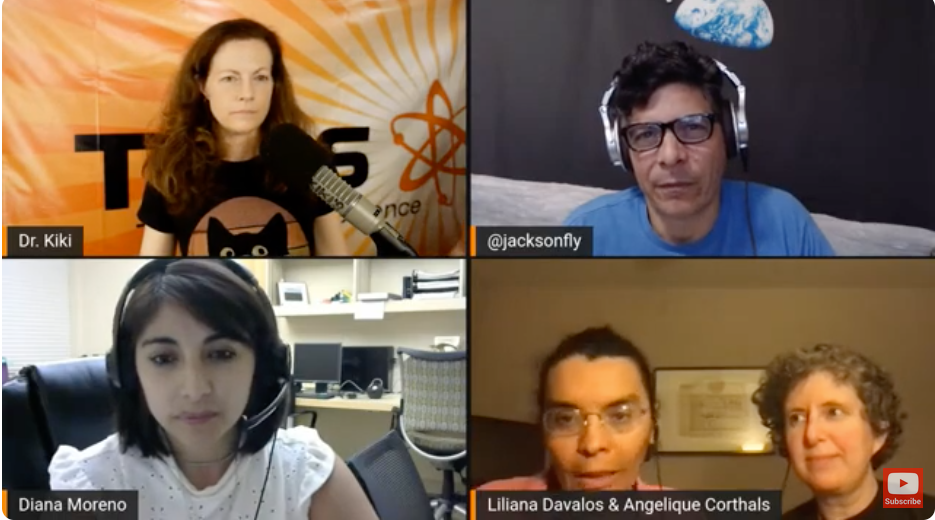 Dr. Kiki
@jacksonfly
Diana Moreno
Liliana Davalos & Angelique Corthals
Subscribe